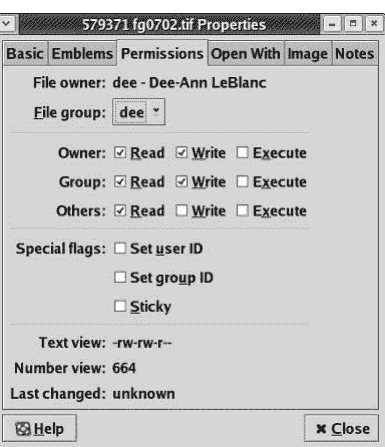 579371 fg0702.tif Properties
Basic Emblems Permissions Open With Image Notes
File owner: dee - Dee-Ann LeBlanc
File group: dee
Owner: Read Write Execute
Group: Read Write Execute
Others: Read Write Execute
Special flags: Set user ID
Set group ID
Sticky
Text view: -rw-rw-r--
Number view: 664
Last changed: unknown
Help Close